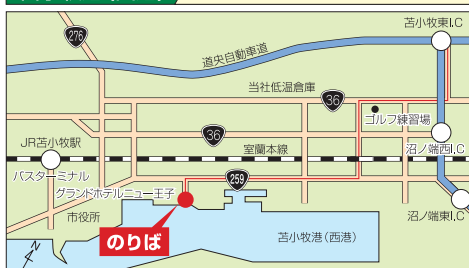 276
苫小牧東I.C
道央自動車道
当社低温倉庫
36
ゴルフ練習場
36
JR苫小牧駅
室蘭本線
沼ノ端西I.C
バスターミナル
グランドホテルニュー王子
259
市役所
沼ノ端東I.C
のりば
苫小牧港(西港)
N